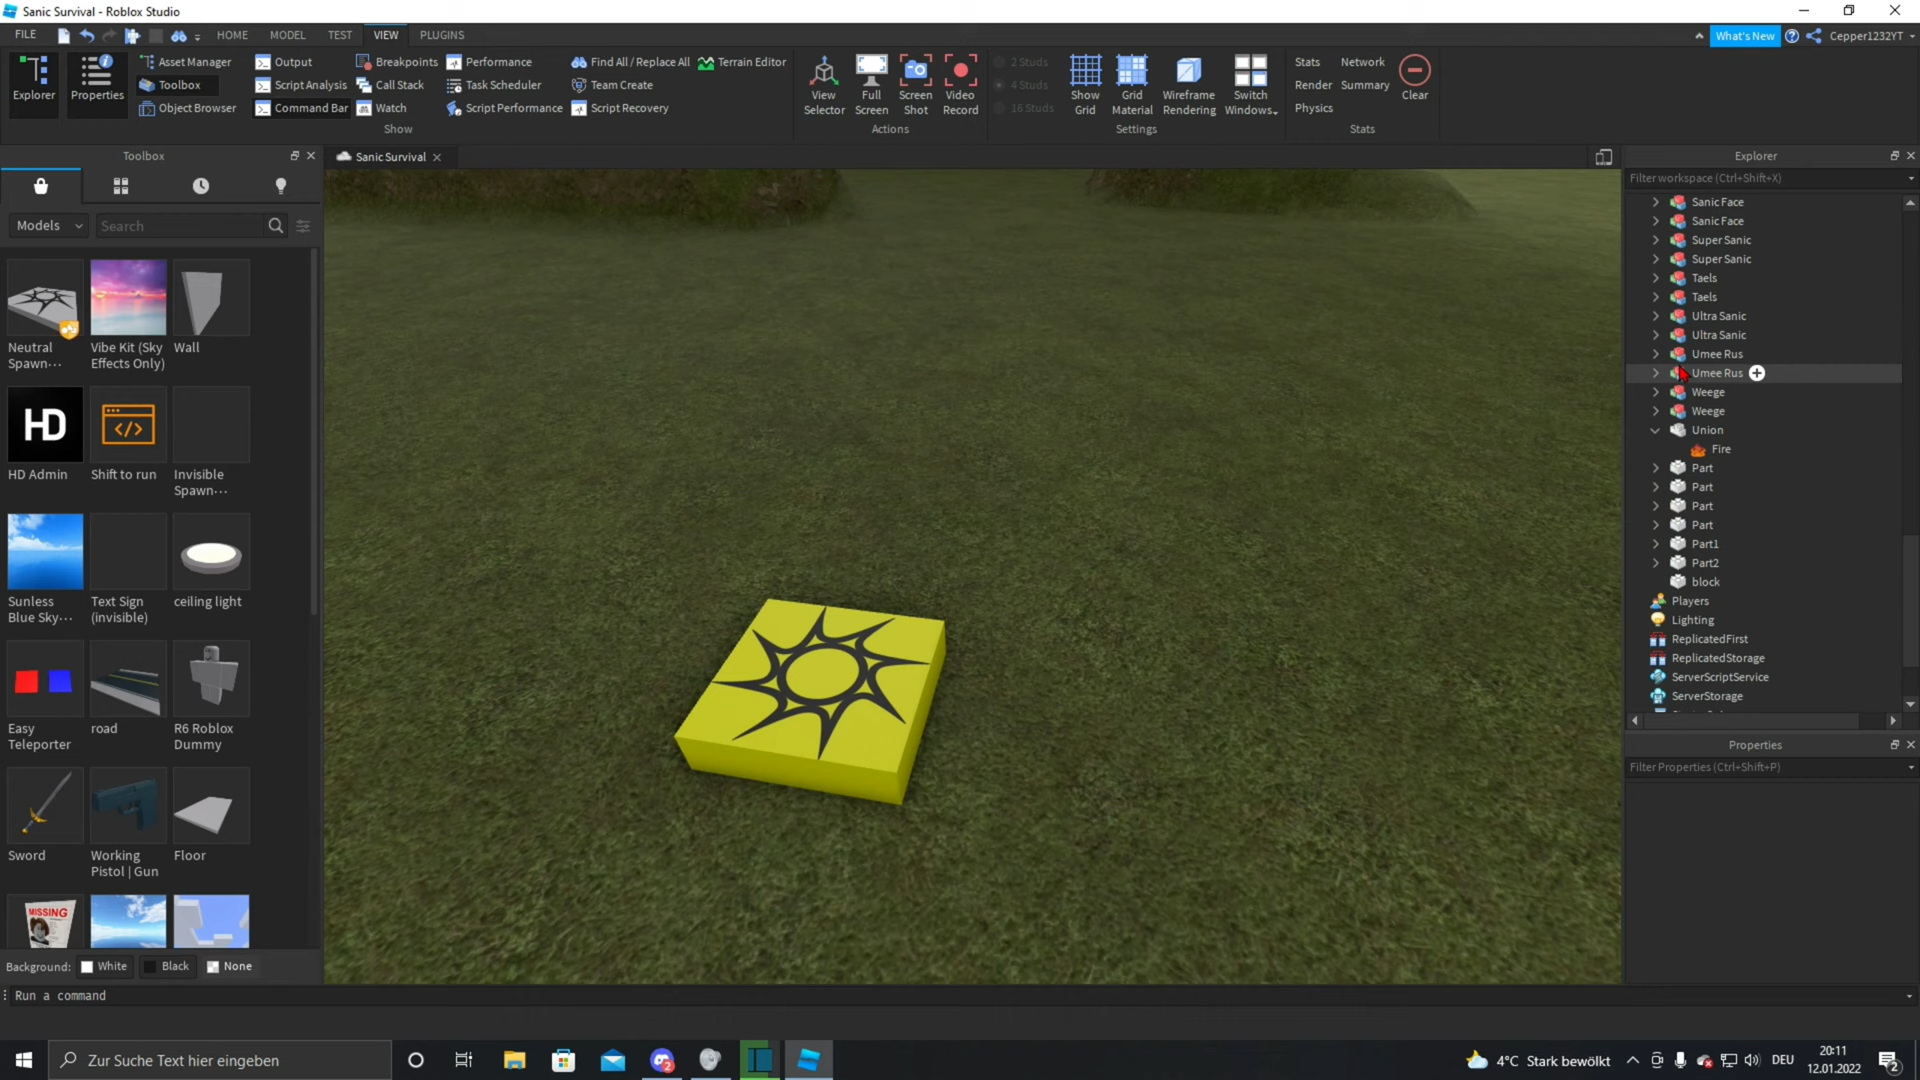 Sanic Survival - Roblox Studio
FILE
HOME
MODEL
TEST
VIEW
PLUGINS
What's New
Cepper1232YT
Explorer
Properties
Asset Manager
Toolbox
Object Browser
Output
Script Analysis
Command Bar
Breakpoints
Call Stack
Watch
Performance
Task Scheduler
Script Performance
Find All / Replace All
Team Create
Script Recovery
Terrain Editor
Show
View
Selector
Full
Screen
Screen
Shot
Video
Record
Actions
2 Studs
4 Studs
16 Studs
Show
Grid
Grid
Material
Wireframe
Rendering
Switch
Windows
Settings
Stats
Render
Physics
Network
Summary
Clear
Stats
Toolbox
Models
Search
Neutral
Spawn...
Vibe Kit (Sky
Effects Only)
Wall
HD
HD Admin
Shift to run
Invisible
Spawn...
Sunless
Blue Sky...
Text Sign
(invisible)
ceiling light
Easy
Teleporter
road
R6 Roblox
Dummy
Sword
Working
Pistol | Gun
Floor
MISSING
Background:
White
Black
None
Run a command
Sanic Survival
Explorer
Filter workspace (Ctrl+Shift+X)
Sanic Face
Sanic Face
Super Sanic
Super Sanic
Taels
Taels
Ultra Sanic
Ultra Sanic
Umee Rus
Umee Rus
Weege
Weege
Union
Fire
Part
Part
Part
Part
Part1
Part2
block
Players
Lighting
ReplicatedFirst
ReplicatedStorage
ServerScriptService
ServerStorage
Properties
Filter Properties (Ctrl+Shift+P)
Zur Suche Text hier eingeben
2
4°C Stark bewölkt
DEU
20:11
12.01.2022
2